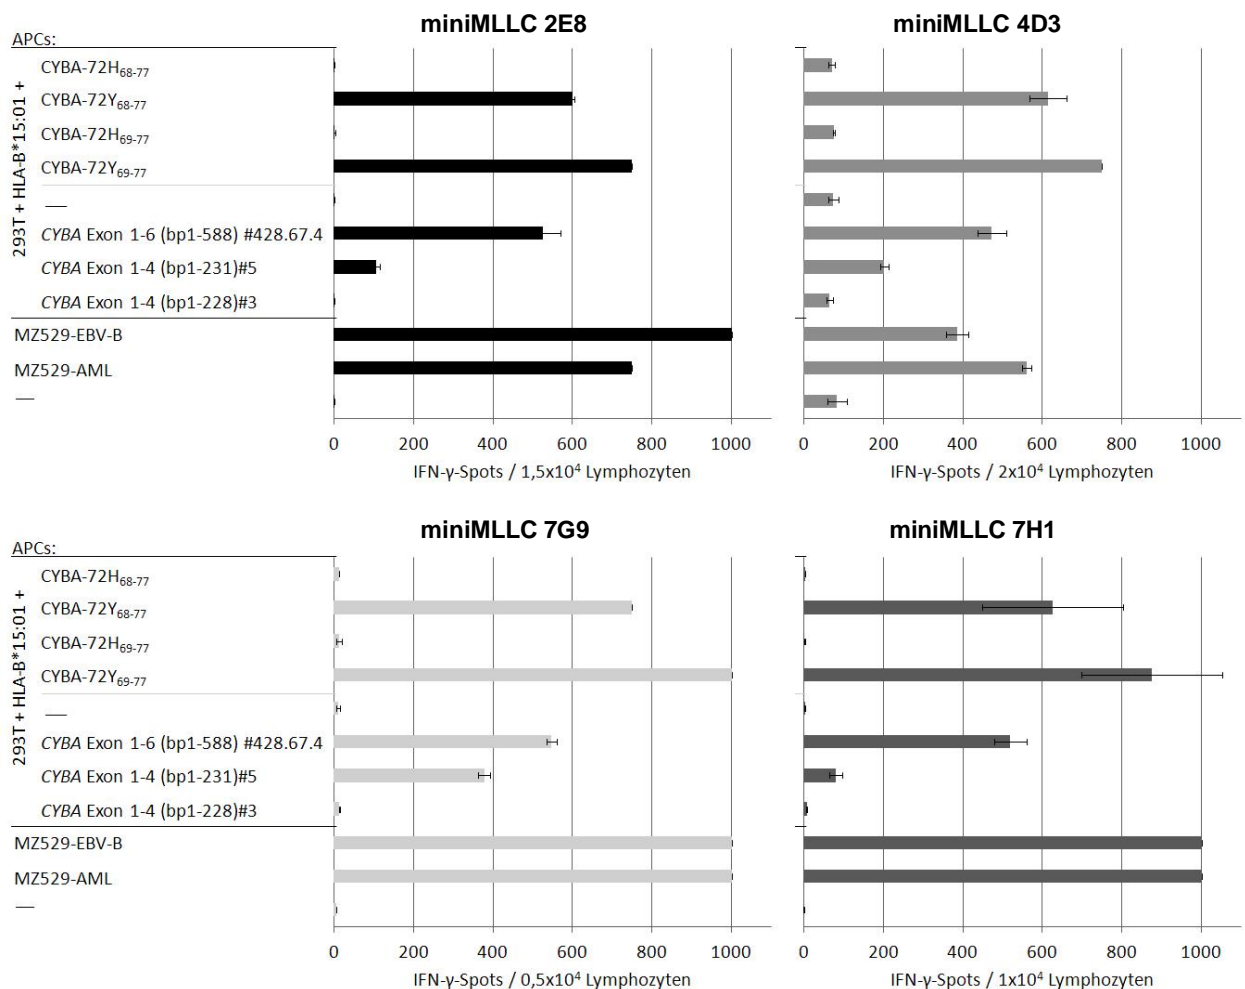 miniMLLC 2E8
miniMLLC 4D3
APCs:
293T + HLA-B*15:01 +
CYBA-72H68-77
CYBA-72Y68-77
CYBA-72H69-77
CYBA-72Y69-77
—
CYBA Exon 1-6 (bp1-588) #428.67.4
CYBA Exon 1-4 (bp1-231)#5
CYBA Exon 1-4 (bp1-228)#3
MZ529-EBV-B
MZ529-AML
—
0 200 400 600 800 1000
IFN-γ-Spots / 1,5x10⁴ Lymphozyten
0 200 400 600 800 1000
IFN-γ-Spots / 2x10⁴ Lymphozyten
miniMLLC 7G9
miniMLLC 7H1
APCs:
293T + HLA-B*15:01 +
CYBA-72H68-77
CYBA-72Y68-77
CYBA-72H69-77
CYBA-72Y69-77
—
CYBA Exon 1-6 (bp1-588) #428.67.4
CYBA Exon 1-4 (bp1-231)#5
CYBA Exon 1-4 (bp1-228)#3
MZ529-EBV-B
MZ529-AML
—
0 200 400 600 800 1000
IFN-γ-Spots / 0,5x10⁴ Lymphozyten
0 200 400 600 800 1000
IFN-γ-Spots / 1x10⁴ Lymphozyten